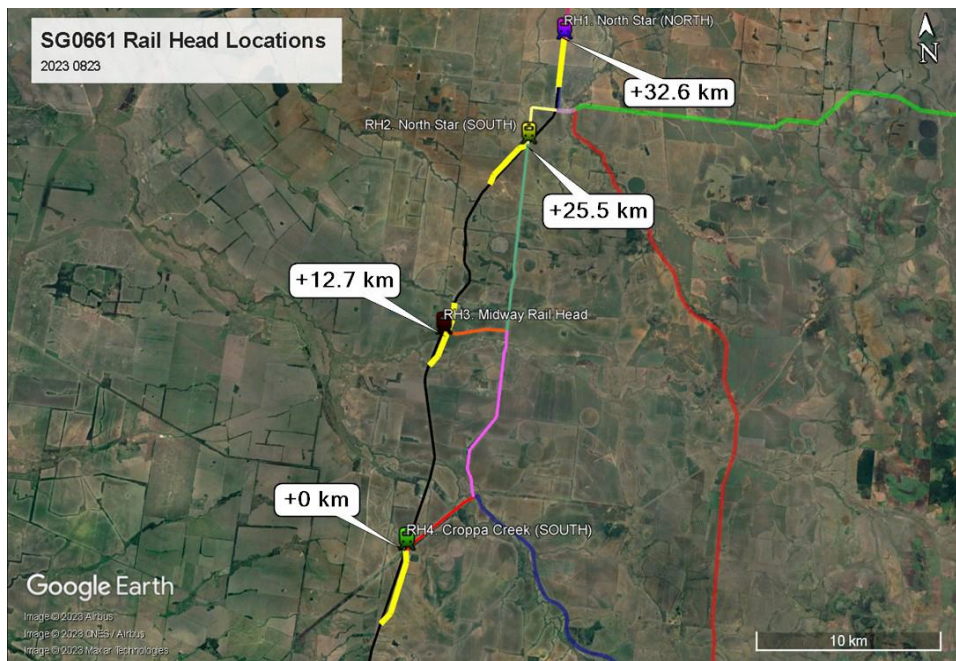 SG0661 Rail Head Locations
2023 0823
RH1. North Star (NORTH)
N
+32.6 km
RH2. North Star (SOUTH)
+25.5 km
+12.7 km
RH3. Midway Rail Head
+0 km
RH4. Croppa Creek (SOUTH)
Google Earth
Image © 2023 Airbus
Image © 2023 CNES / Airbus
Image © 2023 Maxar Technologies
10 km